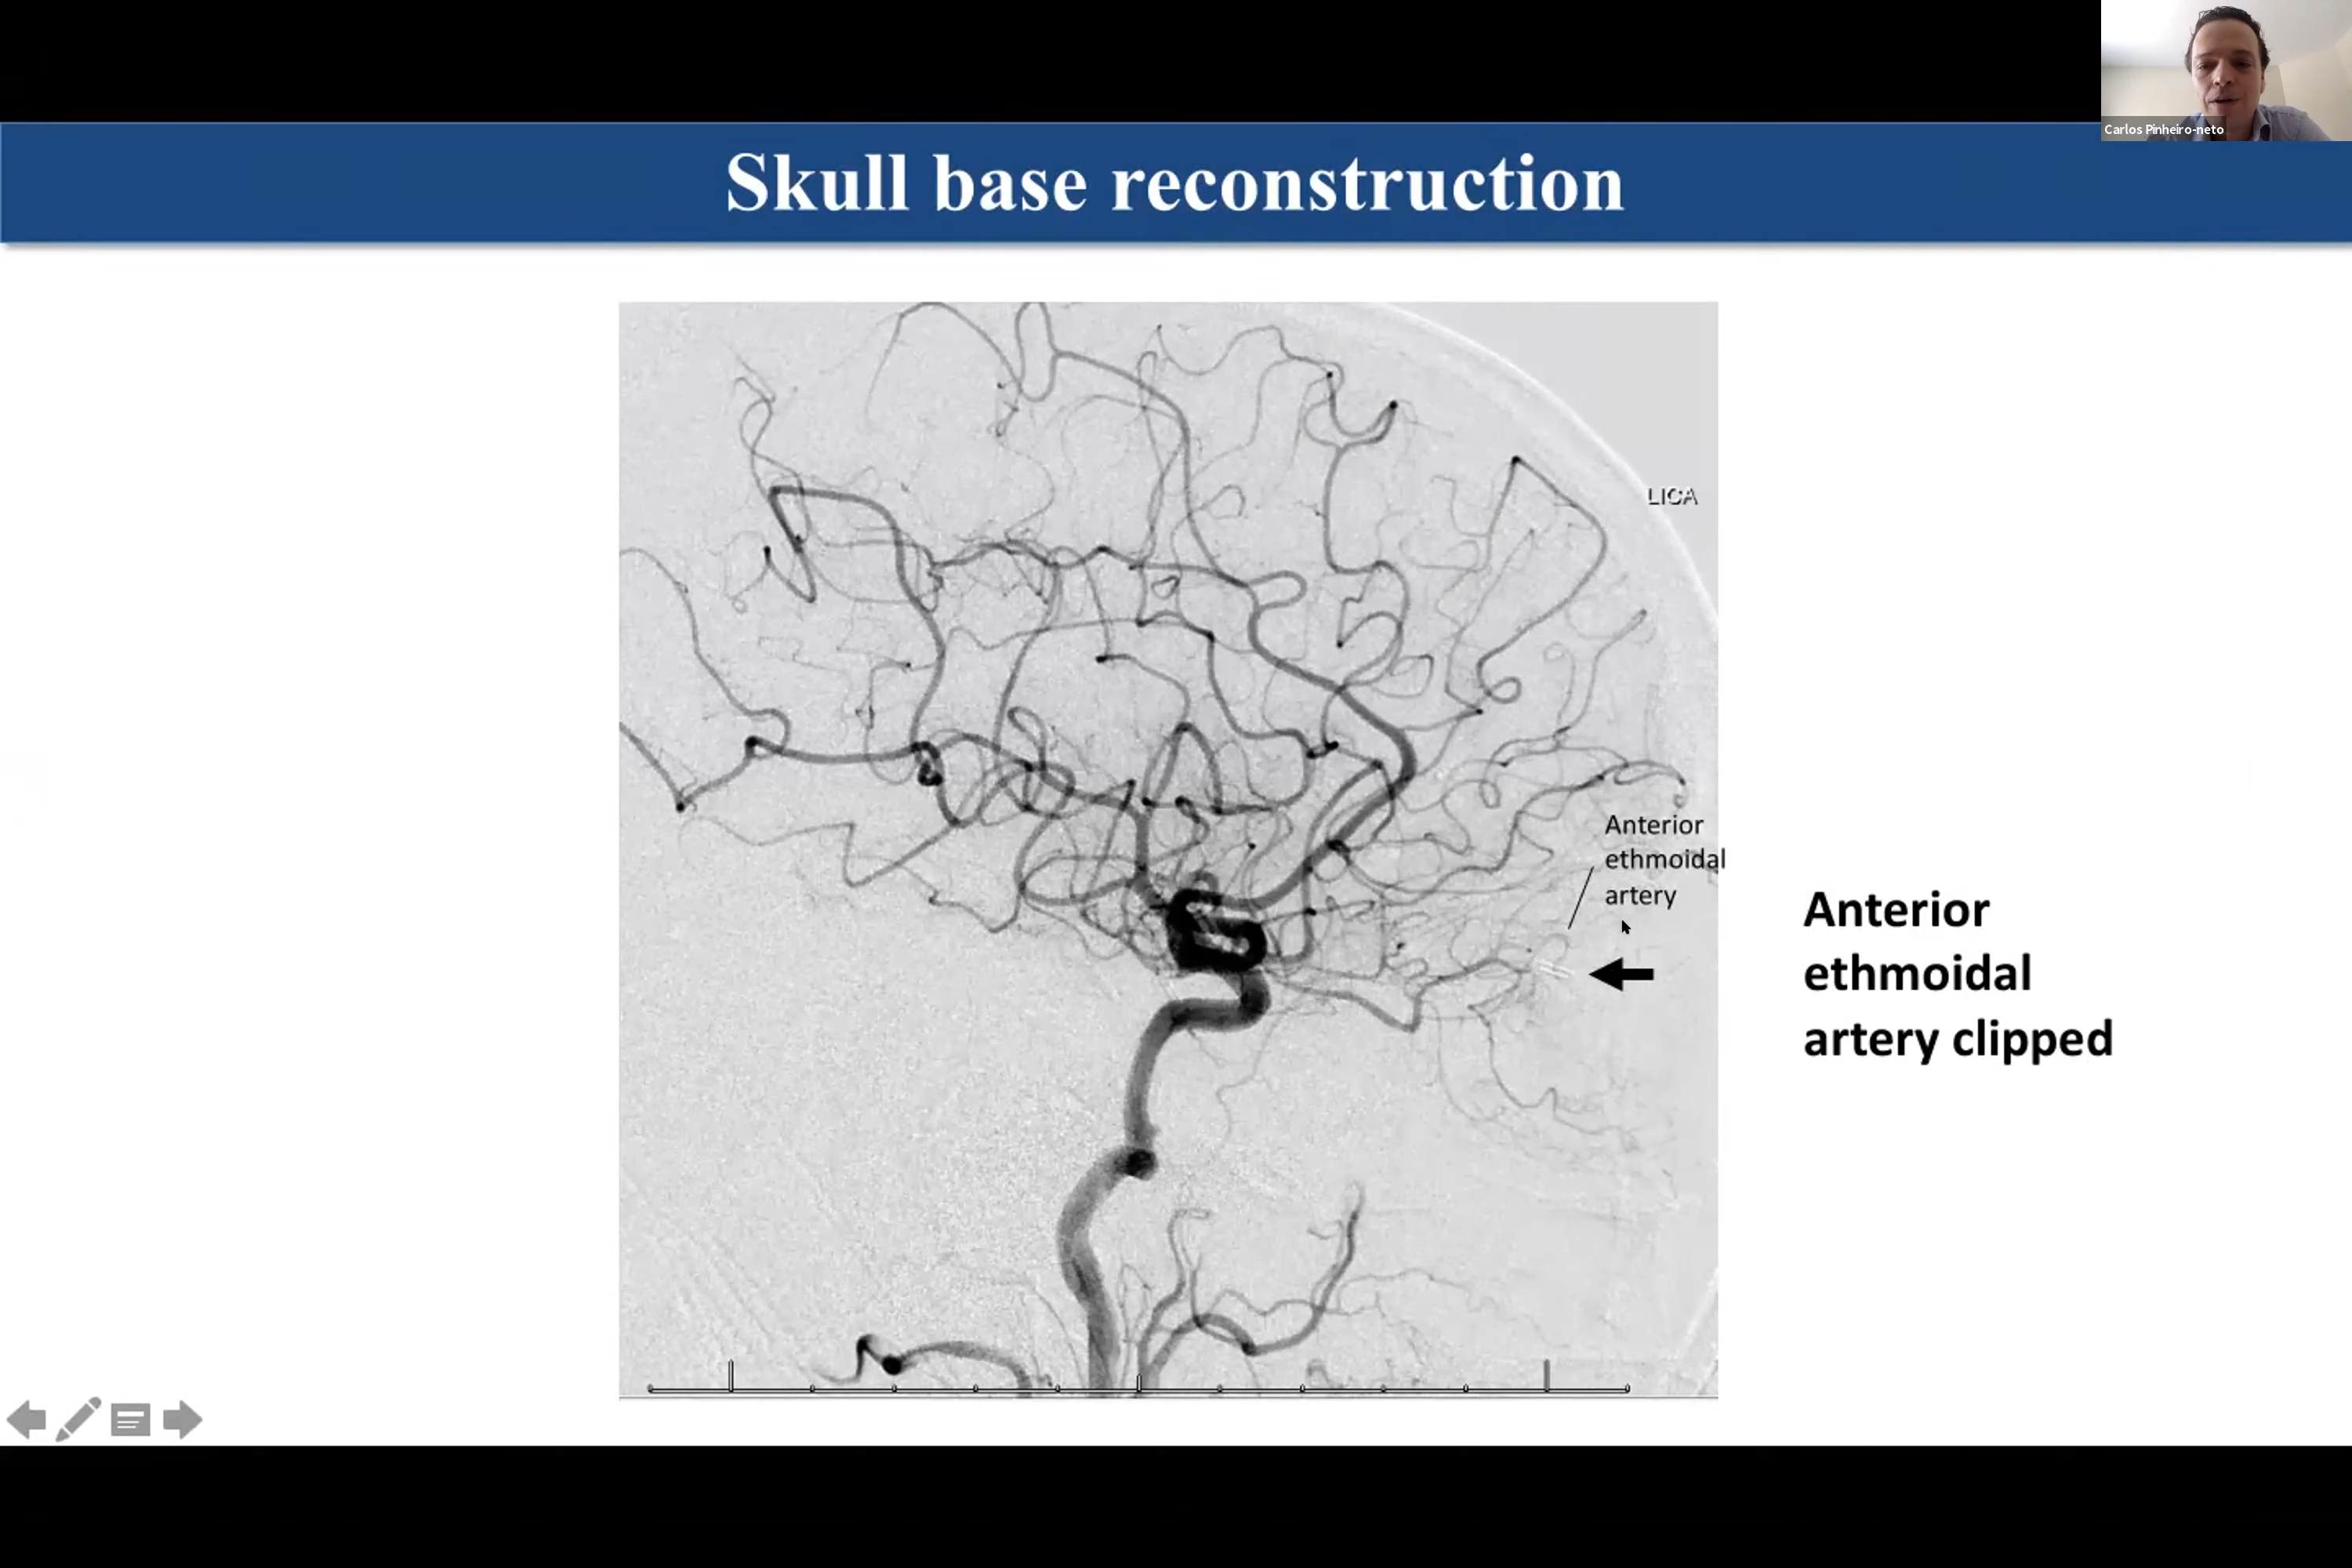 Carlos Pinheiro-neto
Skull base reconstruction
LICA
Anterior
ethmoidal
artery
Anterior
ethmoidal
artery clipped